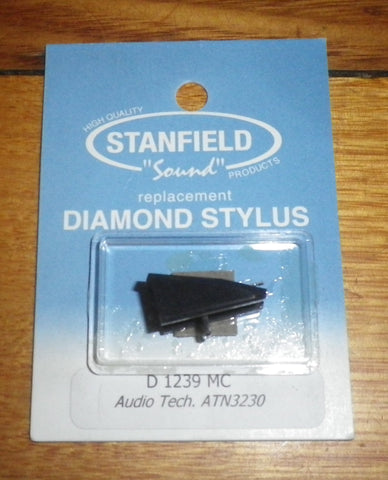 HIGH QUALITY
STANFIELD
"Sound"
PRODUCTS
replacement
DIAMOND STYLUS
D 1239 MC
Audio Tech. ATN3230